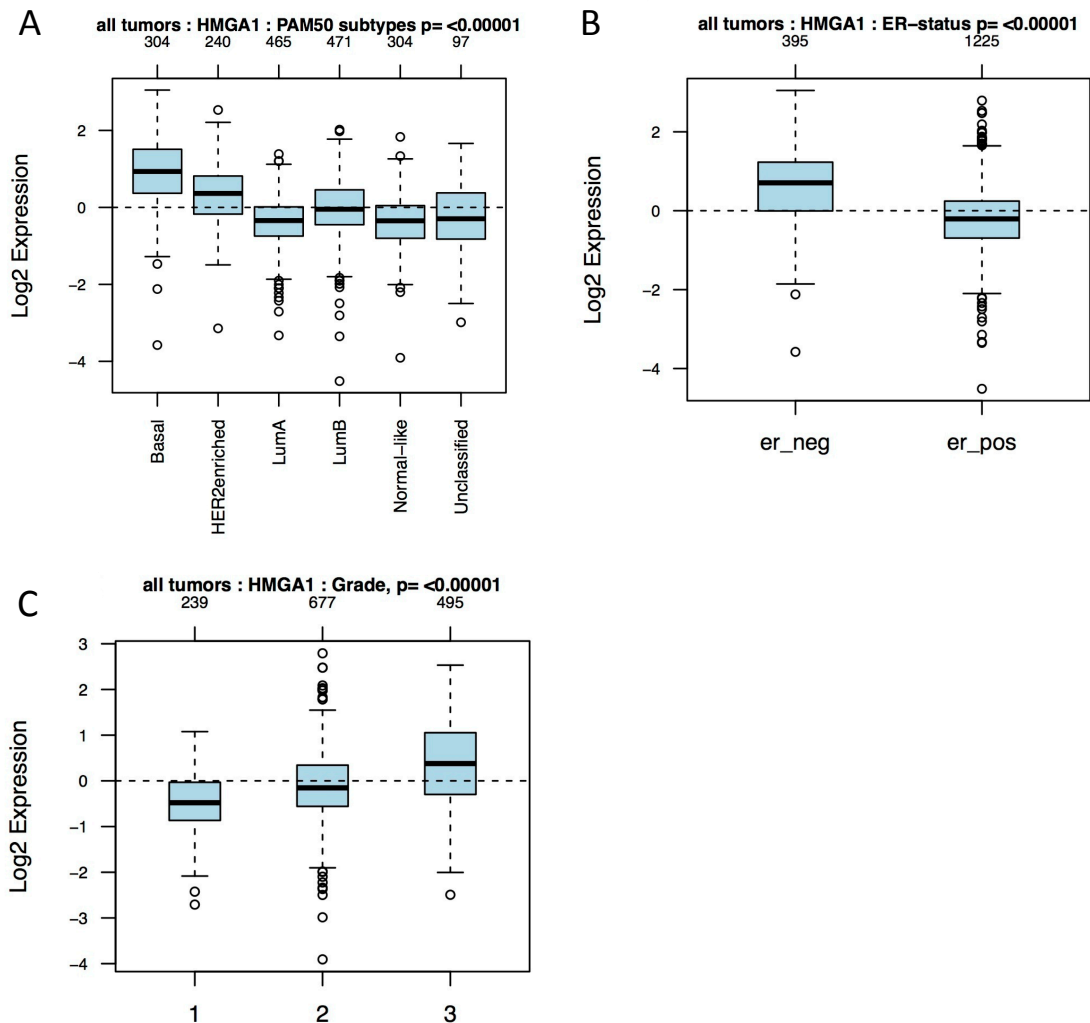 A
all tumors : HMGA1 : PAM50 subtypes p= <0.00001
304 240 465 471 304 97
Log2 Expression
2
0
−2
−4
Basal
HER2enriched
LumA
LumB
Normal−like
Unclassified
B
all tumors : HMGA1 : ER−status p= <0.00001
395 1225
Log2 Expression
2
0
−2
−4
er_neg er_pos
C
all tumors : HMGA1 : Grade, p= <0.00001
239 677 495
Log2 Expression
3
2
1
0
−1
−2
−3
−4
1 2 3